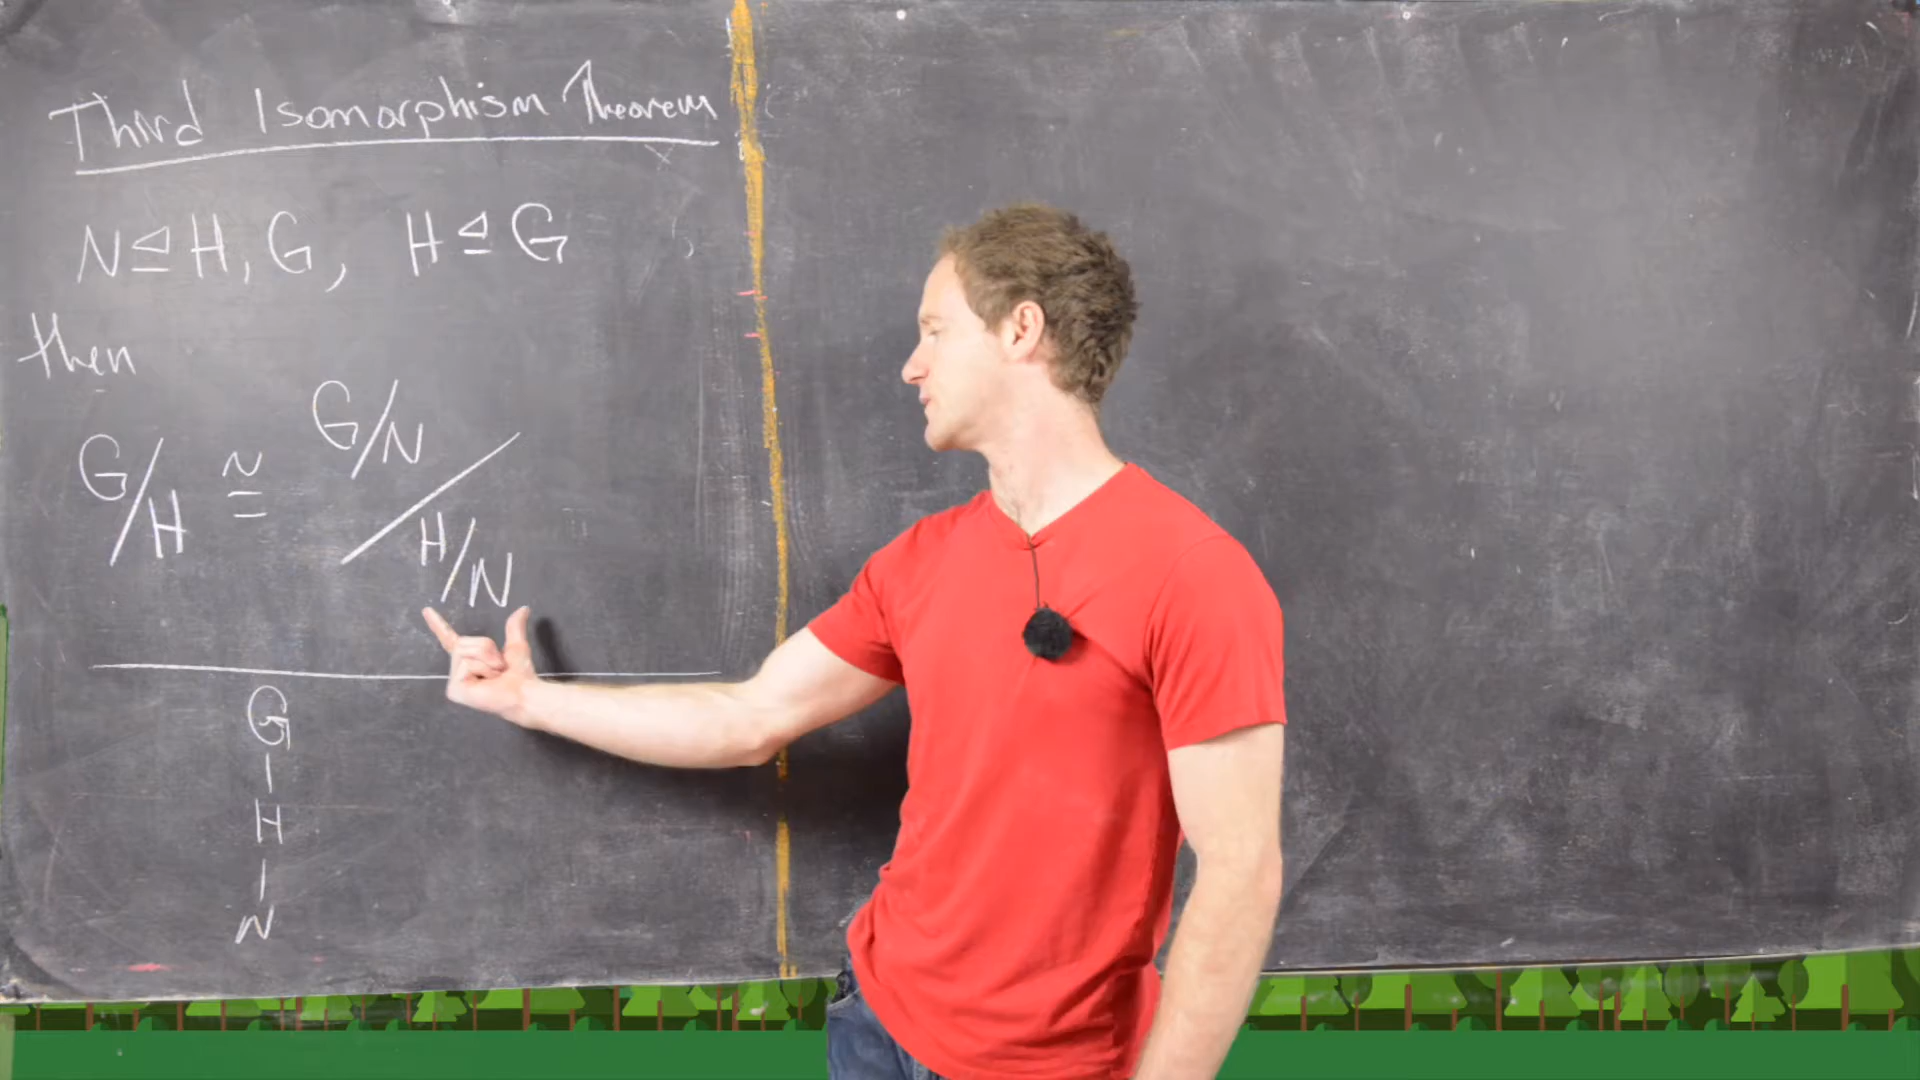 Third Isomorphism Theorem
N ⊴ H, G, H ⊴ G
then
G/H ≅ G/N / H/N
G
H
N